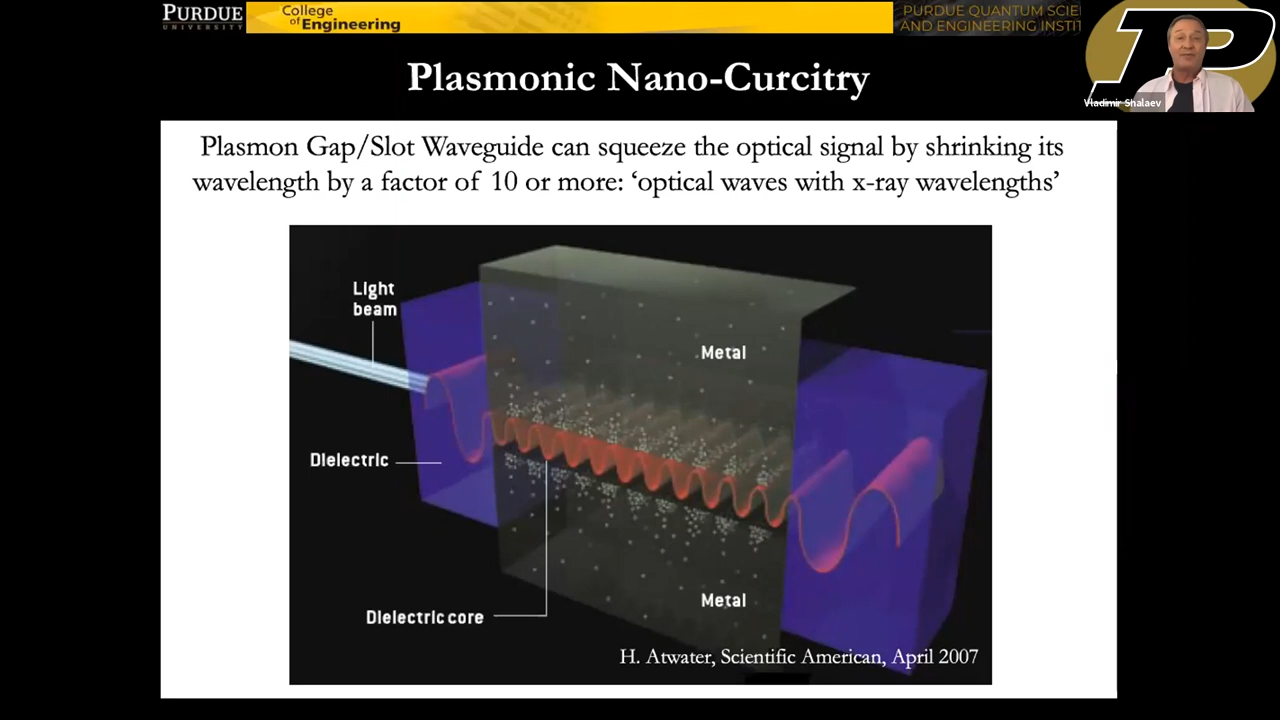 PURDUE
UNIVERSITY
College
of Engineering
PURDUE QUANTUM SCIE
AND ENGINEERING INSTIT
Vladimir Shalaev
Plasmonic Nano-Curcitry
Plasmon Gap/Slot Waveguide can squeeze the optical signal by shrinking its
wavelength by a factor of 10 or more: ‘optical waves with x-ray wavelengths’
Light
beam
Metal
Dielectric
Metal
Dielectric core
H. Atwater, Scientific American, April 2007